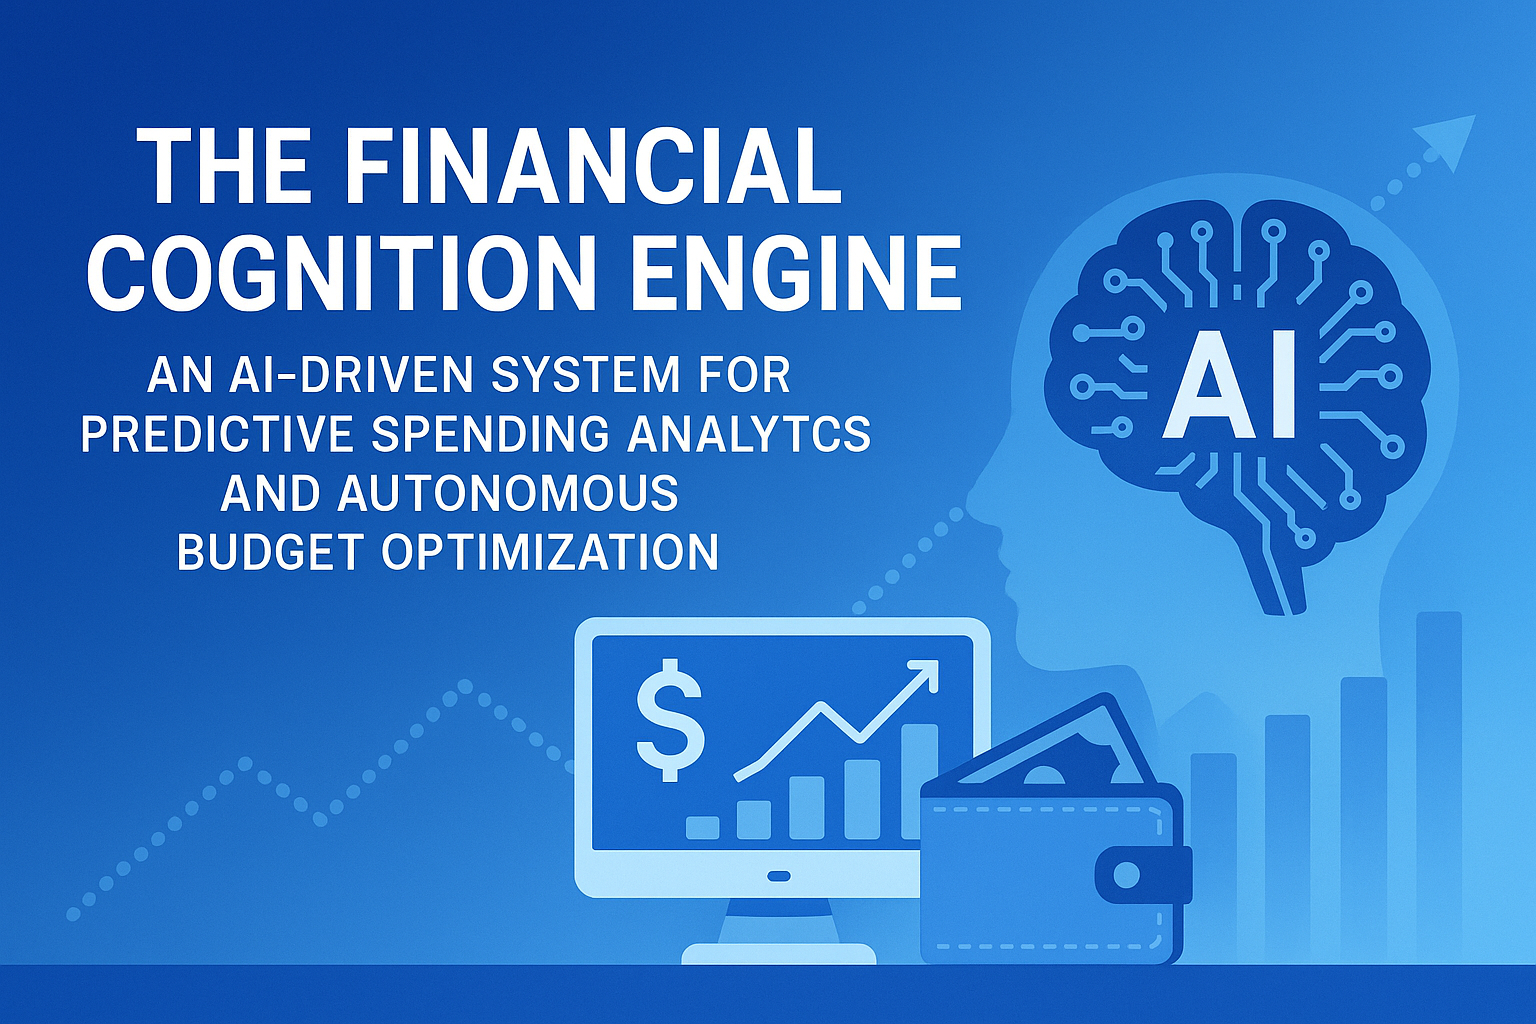 THE FINANCIAL
COGNITION ENGINE
AN AI-DRIVEN SYSTEM FOR
PREDICTIVE SPENDING ANALYTCS
AND AUTONOMOUS
BUDGET OPTIMIZATION
AI
$